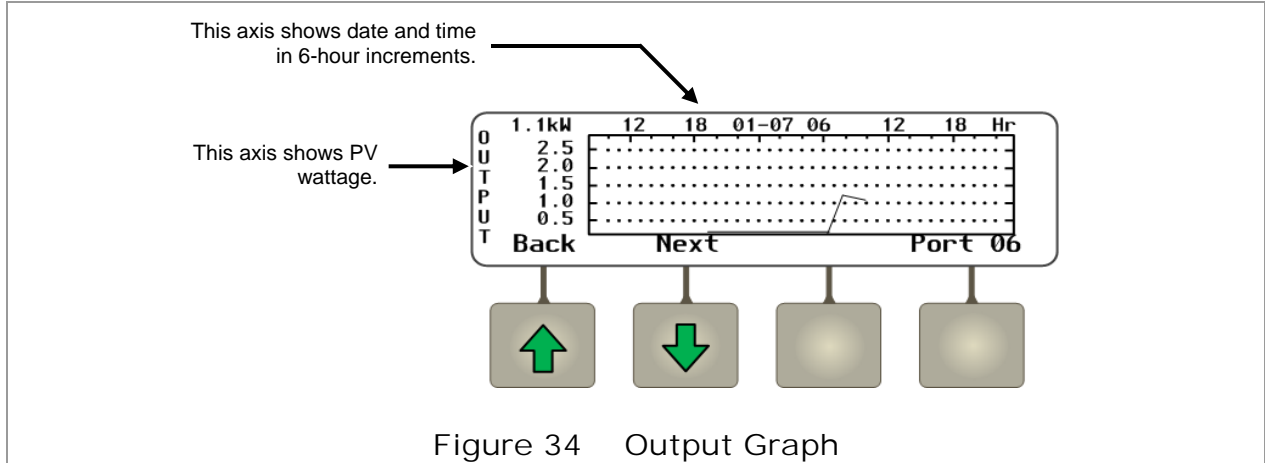 This axis shows date and time
in 6-hour increments.
This axis shows PV
wattage.
OUTPUT
1.1kW 12 18 01-07 06 12 18 Hr
2.5
2.0
1.5
1.0
0.5
Back Next Port 06
Figure 34 Output Graph